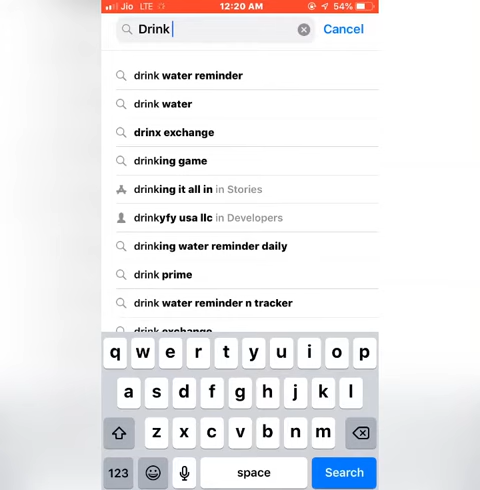 Jio LTE 12:20 AM 54%
Drink Cancel
drink water reminder
drink water
drinx exchange
drinking game
drinking it all in in Stories
drinkyfy usa llc in Developers
drinking water reminder daily
drink prime
drink water reminder n tracker
drink exchange
q w e r t y u i o p
a s d f g h j k l
z x c v b n m
123 space Search